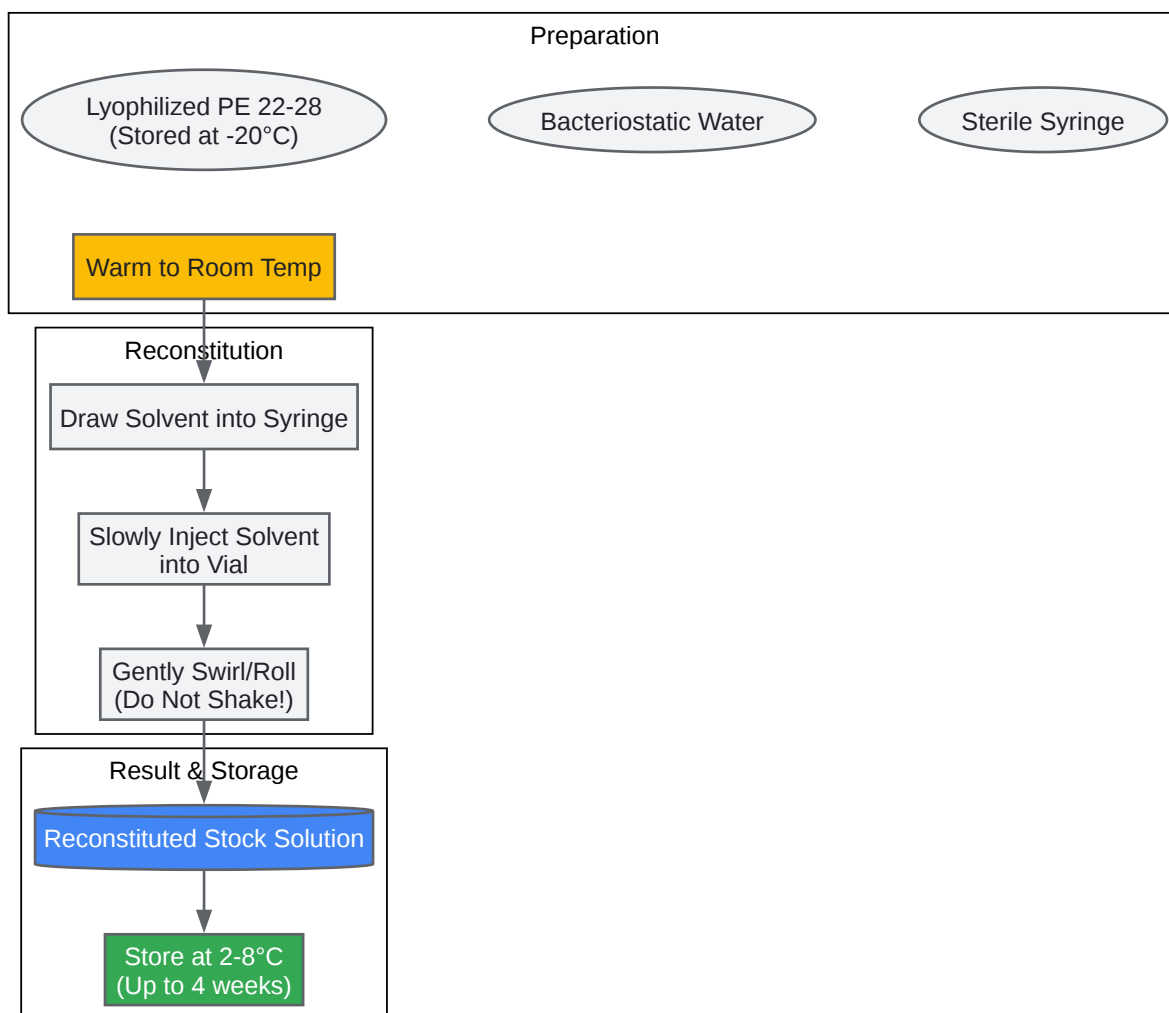 Preparation
Lyophilized PE 22-28
(Stored at -20°C)
Bacteriostatic Water
Sterile Syringe
Warm to Room Temp
Reconstitution
Draw Solvent into Syringe
Slowly Inject Solvent
into Vial
Gently Swirl/Roll
(Do Not Shake!)
Result & Storage
Reconstituted Stock Solution
Store at 2-8°C
(Up to 4 weeks)